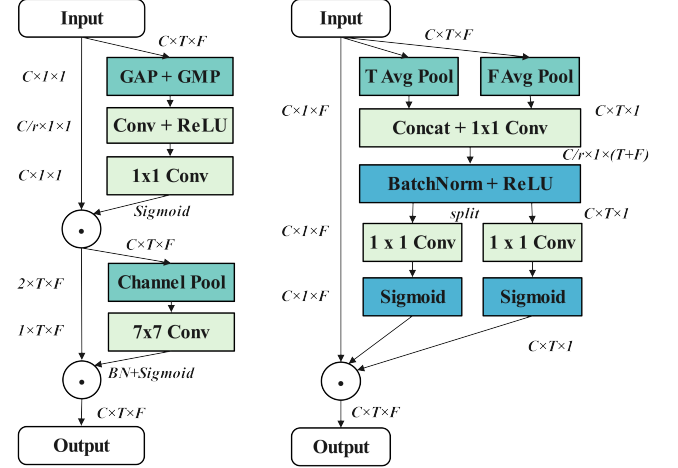 Input
C×T×F
C×1×1
GAP + GMP
C/r×1×1
Conv + ReLU
C×1×1
1x1 Conv
Sigmoid
·
C×T×F
2×T×F
Channel Pool
1×T×F
7x7 Conv
BN+Sigmoid
·
C×T×F
Output
Input
C×T×F
T Avg Pool
F Avg Pool
C×1×F
C×T×1
Concat + 1x1 Conv
C/r×1×(T+F)
BatchNorm + ReLU
split
C×T×1
C×1×F
1 x 1 Conv
1 x 1 Conv
C×1×F
Sigmoid
Sigmoid
C×T×1
·
C×T×F
Output